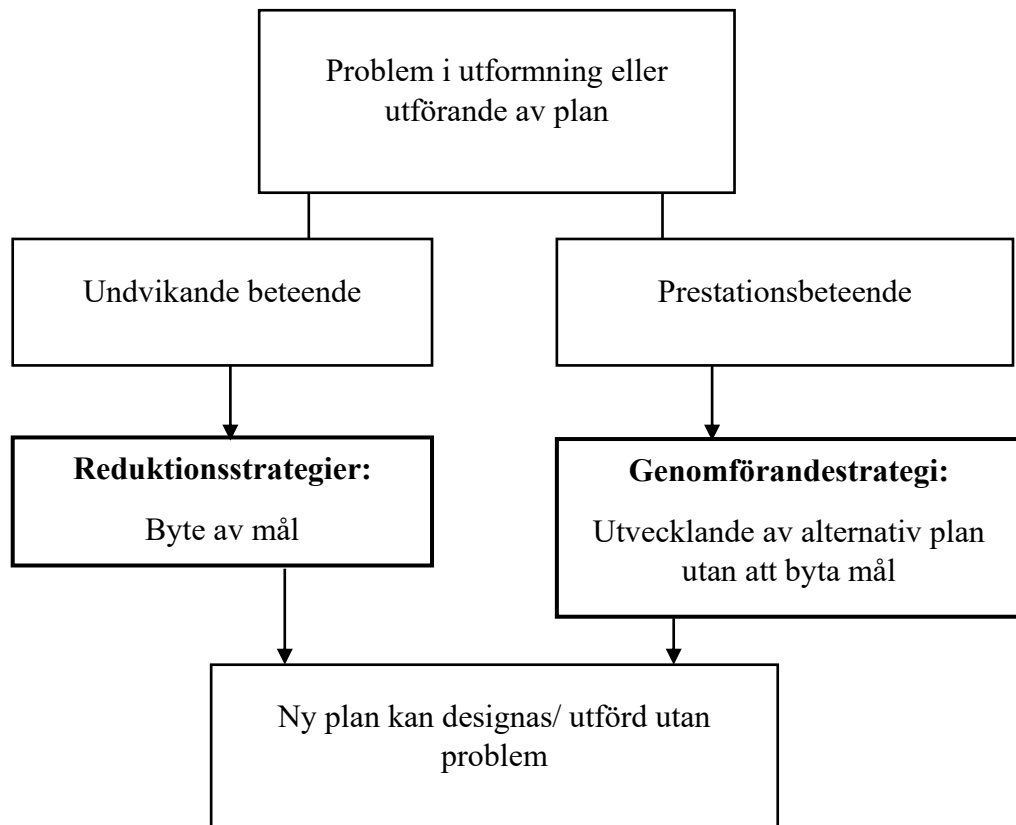 Problem i utformning eller
utförande av plan
Undvikande beteende
Prestationsbeteende
Reduktionsstrategier:
Byte av mål
Genomförandestrategi:
Utvecklande av alternativ plan
utan att byta mål
Ny plan kan designas/ utförd utan
problem